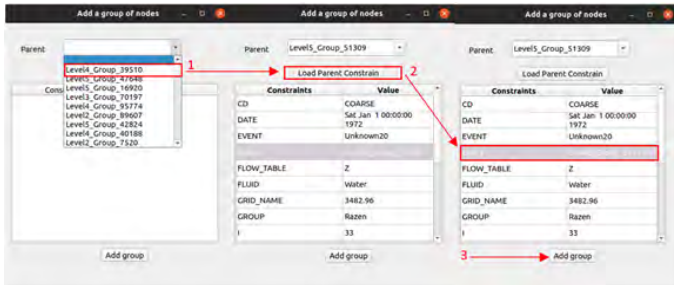 Add a group of nodes
Parent
Level4_Group_39510
Level5_Group_47648
Level5_Group_16920
Level3_Group_70197
Level4_Group_95774
Level2_Group_89607
Level5_Group_42824
Level4_Group_40188
Level2_Group_7520
Cons
Add group
1
Add a group of nodes
Parent Level5_Group_51309
Load Parent Constrain
Constraints Value
CD COARSE
DATE Sat Jan 1 00:00:00
1972
EVENT Unknown20
FLOW_TABLE Z
FLUID Water
GRID_NAME 3482.96
GROUP Razen
I 33
Add group
2
Add a group of nodes
Parent Level5_Group_51309
Load Parent Constrain
Constraints Value
CD COARSE
DATE Sat Jan 1 00:00:00
1972
EVENT Unknown20
FLOW_TABLE Z
FLUID Water
GRID_NAME 3482.96
GROUP Razen
I 33
3
Add group